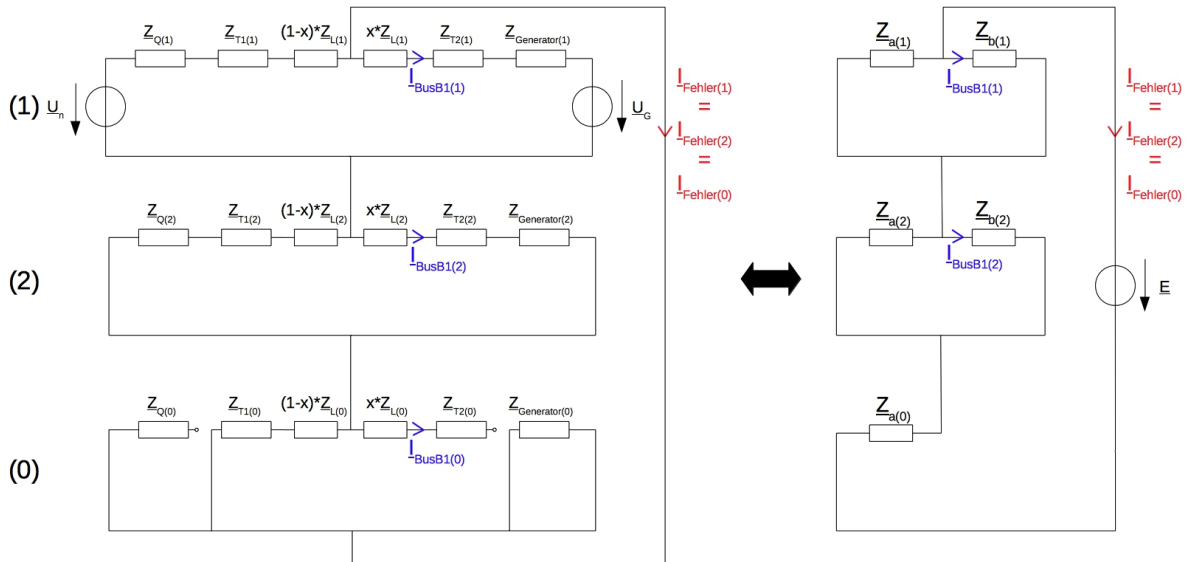 Z_Q(1) Z_T1(1) (1-x)*Z_L(1) x*Z_L(1) Z_T2(1) Z_Generator(1)
I_BusB1(1)
(1) U_n U_G
I_Fehler(1)
=
I_Fehler(2)
=
I_Fehler(0)
Z_Q(2) Z_T1(2) (1-x)*Z_L(2) x*Z_L(2) Z_T2(2) Z_Generator(2)
I_BusB1(2)
(2)
Z_Q(0) Z_T1(0) (1-x)*Z_L(0) x*Z_L(0) Z_T2(0) Z_Generator(0)
I_BusB1(0)
(0)
Z_a(1) Z_b(1)
I_BusB1(1)
I_Fehler(1)
=
I_Fehler(2)
=
I_Fehler(0)
Z_a(2) Z_b(2)
I_BusB1(2)
E
Z_a(0)